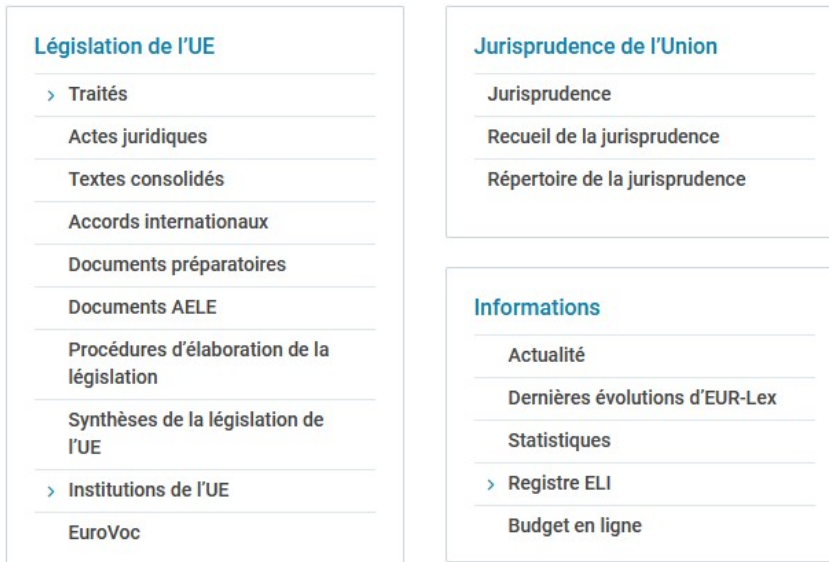 Législation de l’UE
Traités
Actes juridiques
Textes consolidés
Accords internationaux
Documents préparatoires
Documents AELE
Procédures d’élaboration de la
législation
Synthèses de la législation de
l’UE
Institutions de l’UE
EuroVoc
Jurisprudence de l’Union
Jurisprudence
Recueil de la jurisprudence
Répertoire de la jurisprudence
Informations
Actualité
Dernières évolutions d’EUR-Lex
Statistiques
Registre ELI
Budget en ligne